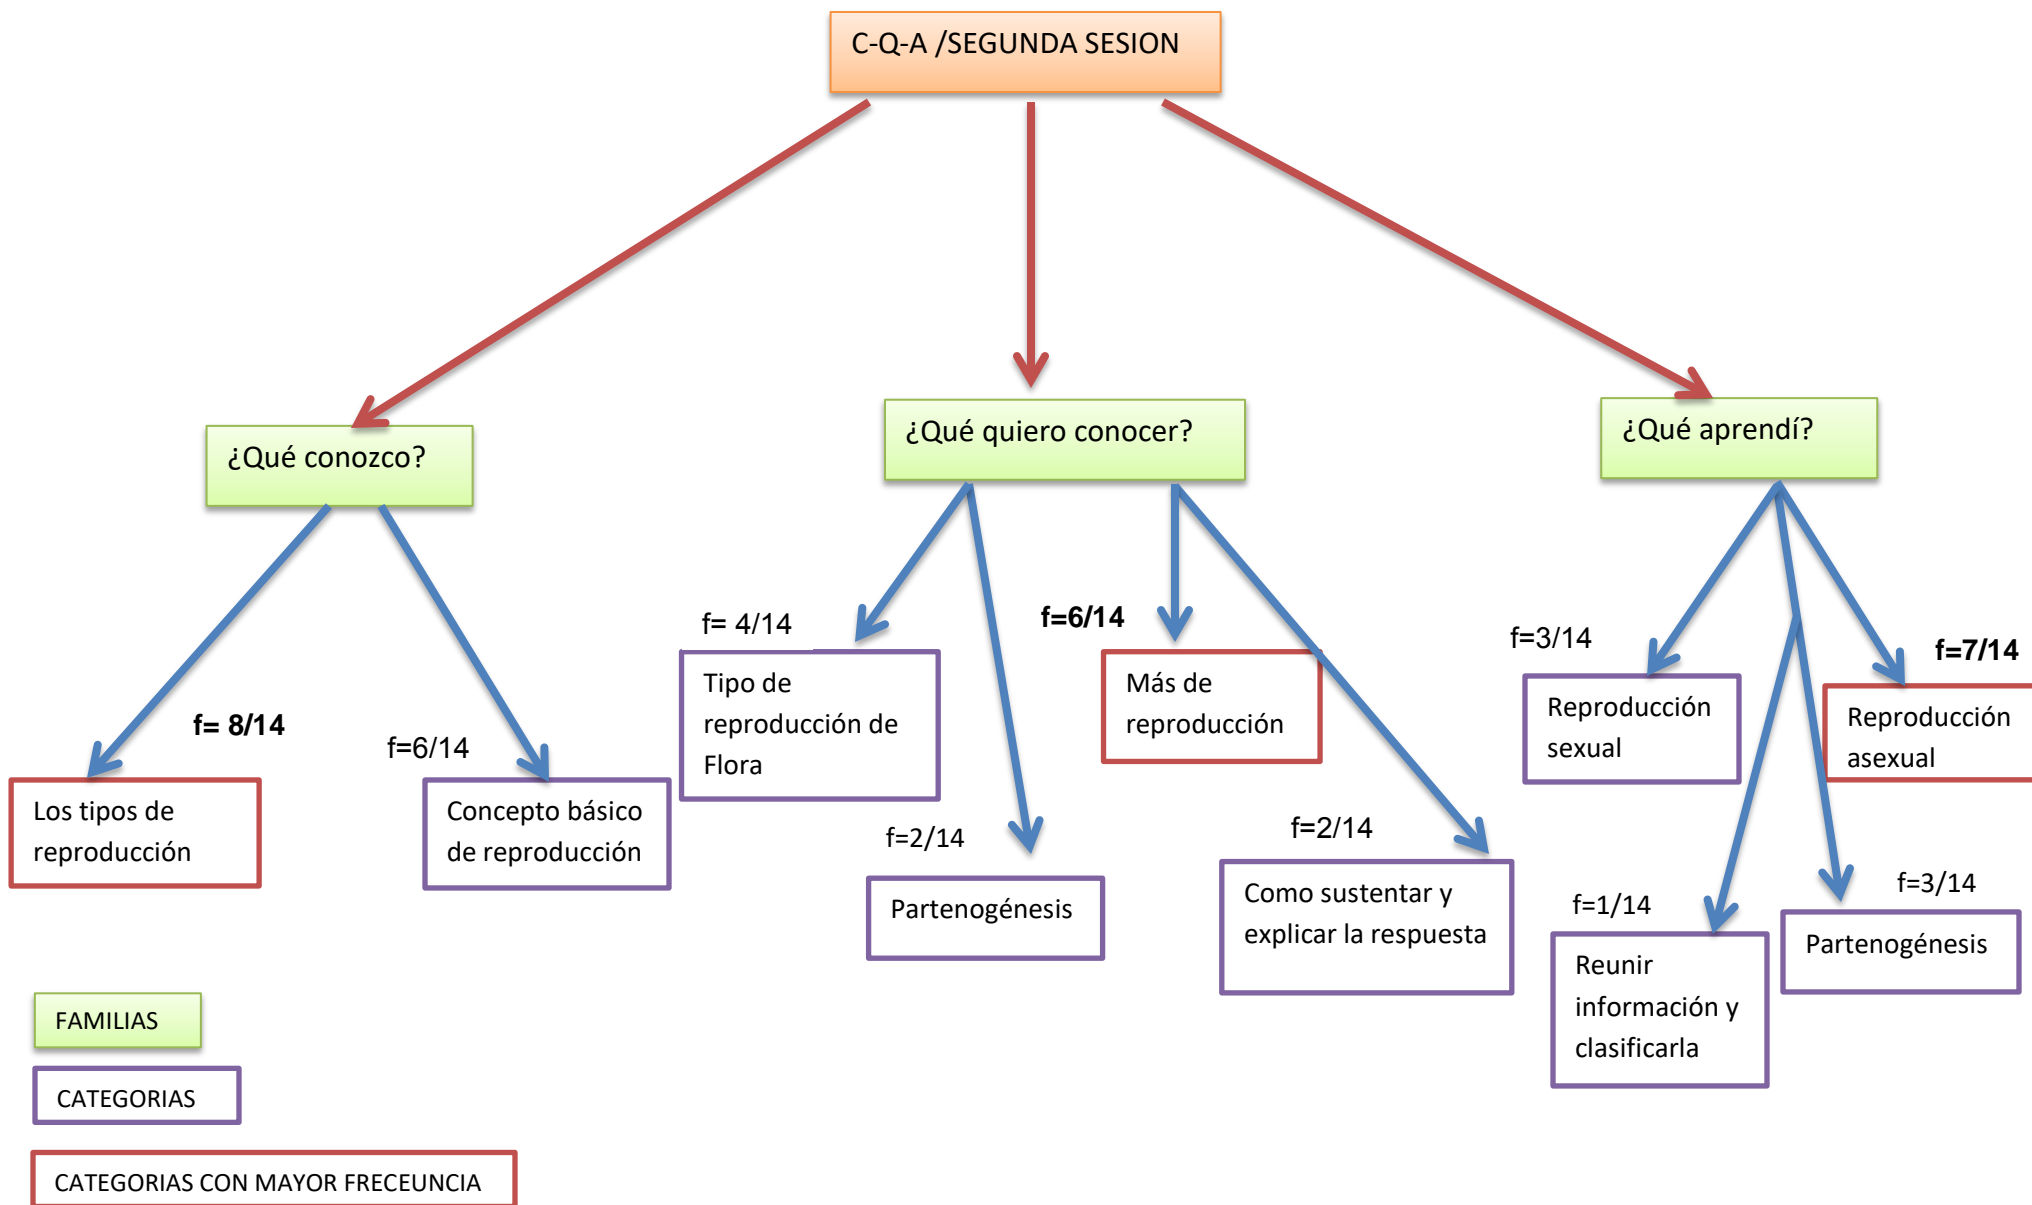 C-Q-A /SEGUNDA SESION
¿Qué conozco?
¿Qué quiero conocer?
¿Qué aprendí?
f= 8/14
Los tipos de
reproducción
f=6/14
Concepto básico
de reproducción
f= 4/14
Tipo de
reproducción de
Flora
f=2/14
Partenogénesis
f=6/14
Más de
reproducción
f=2/14
Como sustentar y
explicar la respuesta
f=3/14
Reproducción
sexual
f=1/14
Reunir
información y
clasificarla
f=3/14
Partenogénesis
f=7/14
Reproducción
asexual
FAMILIAS
CATEGORIAS
CATEGORIAS CON MAYOR FRECEUNCIA